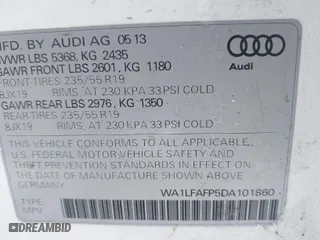 MFD. BY AUDI AG 05 13
GVWR LBS 5368, KG 2435
GAWR FRONT LBS 2601, KG 1180
FRONT-TIRES 235/55 R19
8JX19 RIMS, AT 230 KPA 33 PSI COLD
GAWR REAR LBS 2976, KG 1350
REAR-TIRES 235/55 R19
8JX19 RIMS, AT 230 KPA 33 PSI COLD
THIS VEHICLE CONFORMS TO ALL APPLICABLE
U.S. FEDERAL MOTOR VEHICLE SAFETY
STANDARDS AND THEFT PREVENTION IN EFFECT ON
THE DATE OF MANUFACTURE SHOWN ABOVE
GERMANY
WA1LFAFP5DA101860
TYPE
MPV
Audi
DREAMBID.COM